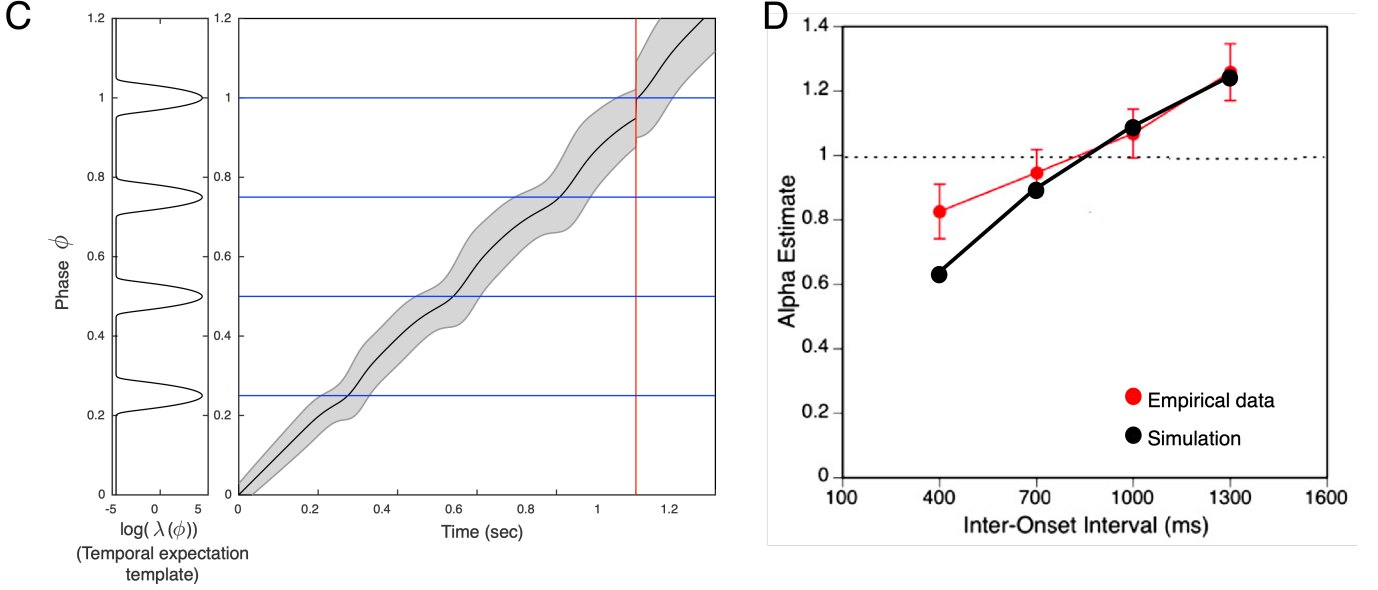 C
1.2
1
0.8
0.6
0.4
0.2
0
Phase ϕ
-5 0 5
log( λ(ϕ))
(Temporal expectation
template)
1.2
1
0.8
0.6
0.4
0.2
0
0 0.2 0.4 0.6 0.8 1 1.2
Time (sec)
D
1.4
1.2
1
0.8
0.6
0.4
0.2
0
Alpha Estimate
Empirical data
Simulation
100 400 700 1000 1300 1600
Inter-Onset Interval (ms)